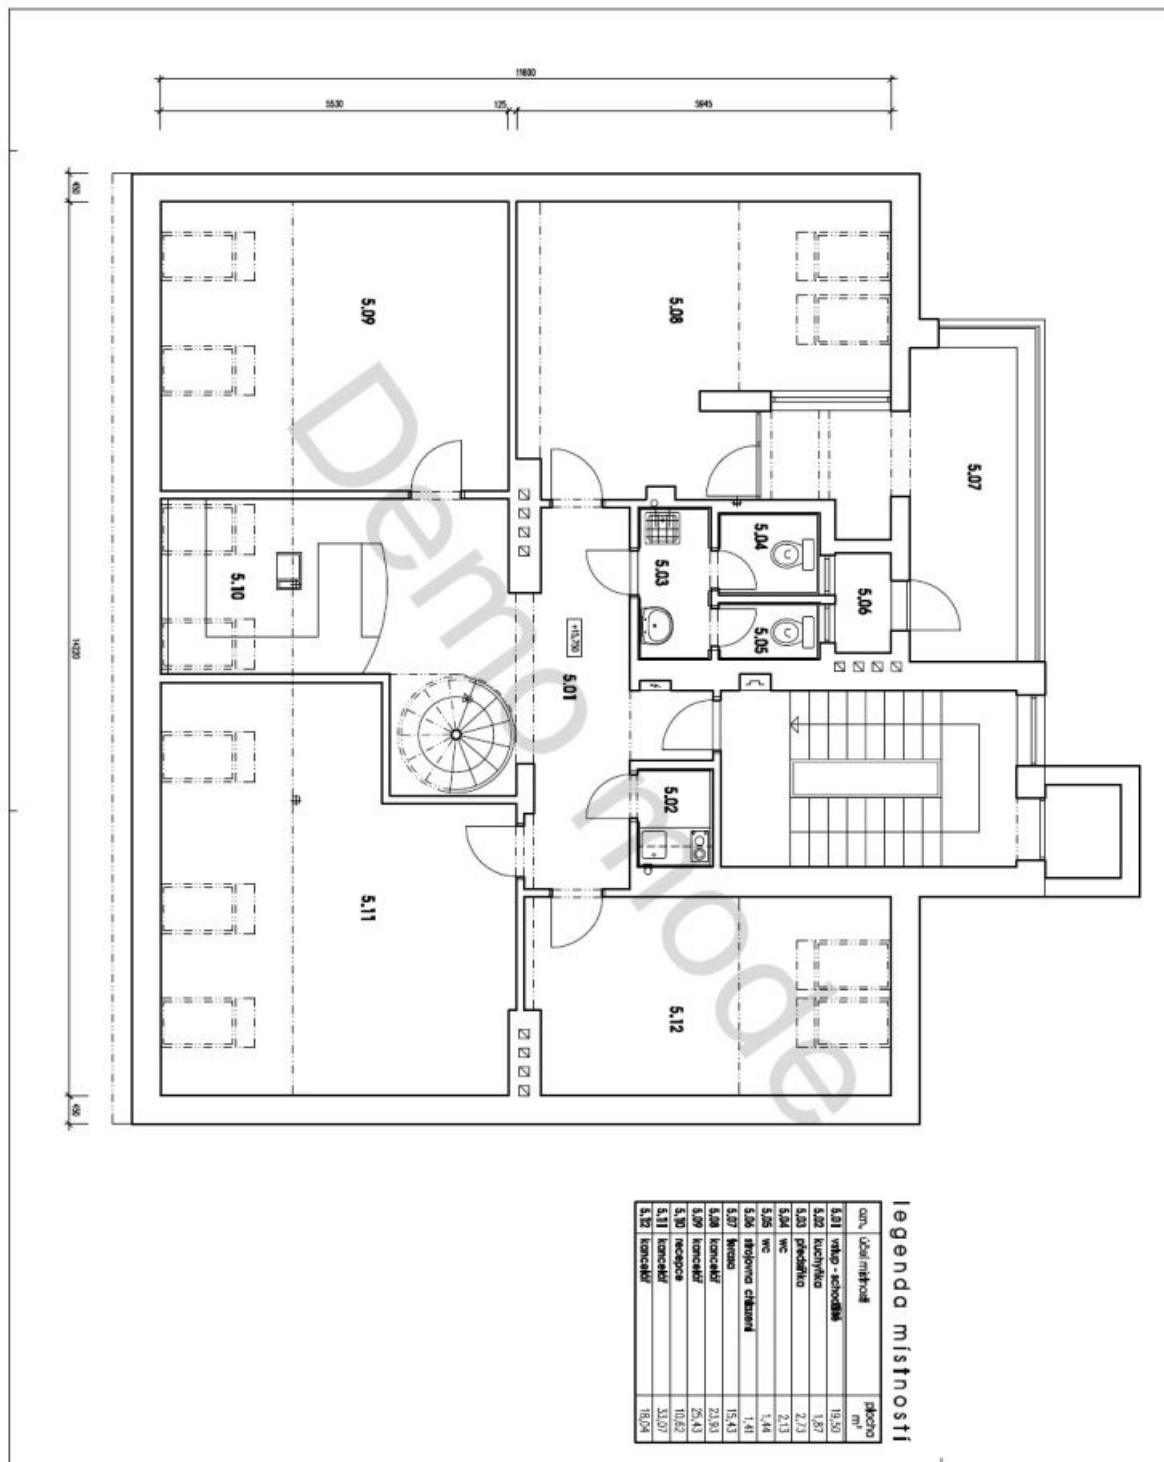 11600
5530
125
5945
450
14220
450
5.09
5.08
5.07
5.04
5.03
5.06
5.05
5.10
+15,750
5.01
5.02
5.11
5.12
Demo mode
legenda místností
ozn. účel místnosti plocha m²
5.01 vstup - schodiště 19,50
5.02 kuchyňka 1,87
5.03 předsíňka 2,73
5.04 wc 2,13
5.05 wc 1,44
5.06 strojovna chlazení 1,41
5.07 terasa 15,43
5.08 kancelář 23,93
5.09 kancelář 25,43
5.10 recepce 10,62
5.11 kancelář 33,07
5.12 kancelář 18,04